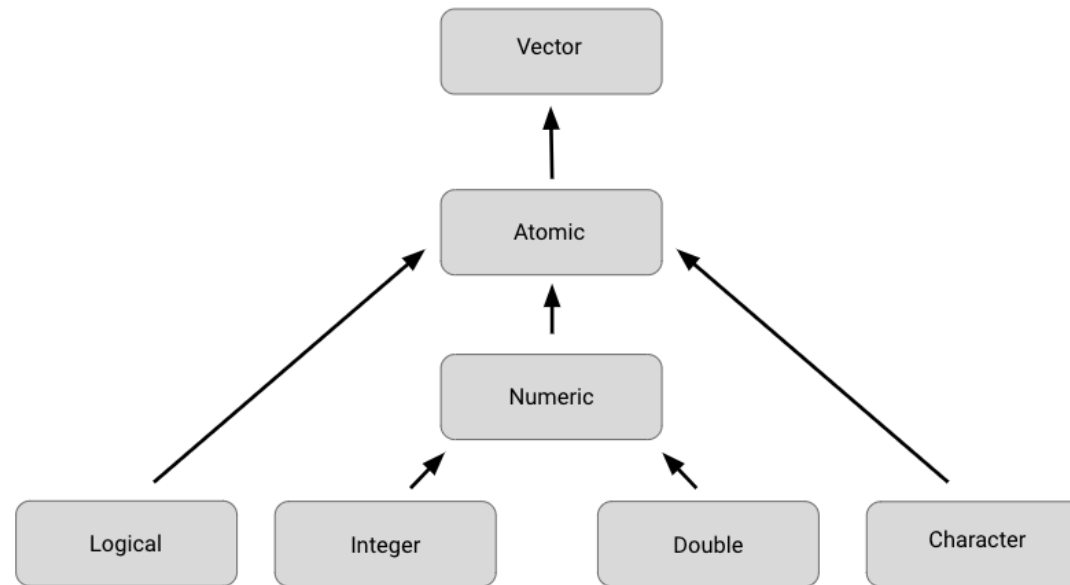 Vector
Atomic
Numeric
Logical
Integer
Double
Character